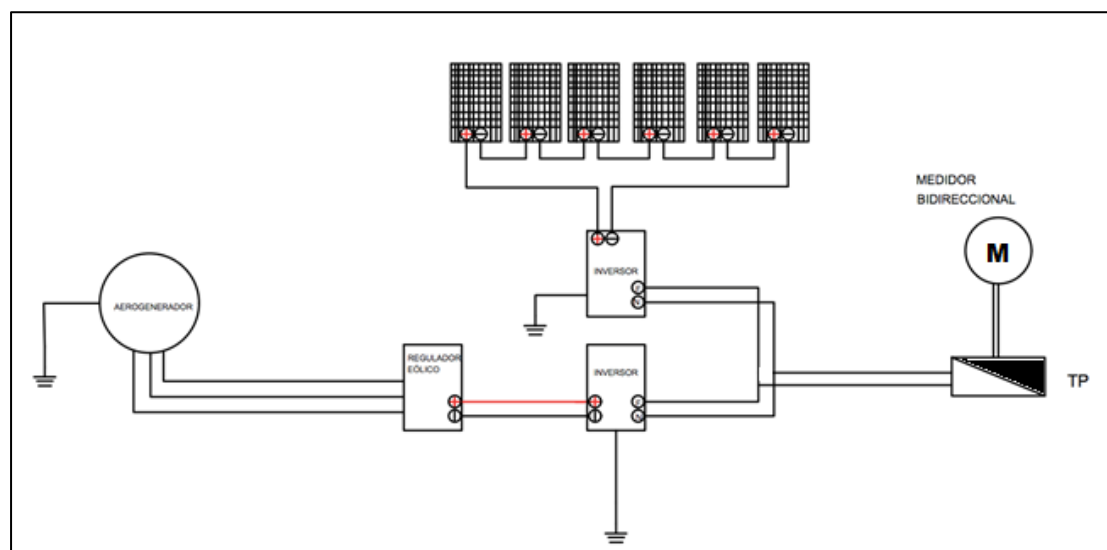 MEDIDOR
BIDIRECCIONAL
M
INVERSOR
AEROGENERADOR
REGULADOR
EÓLICO
INVERSOR
TP